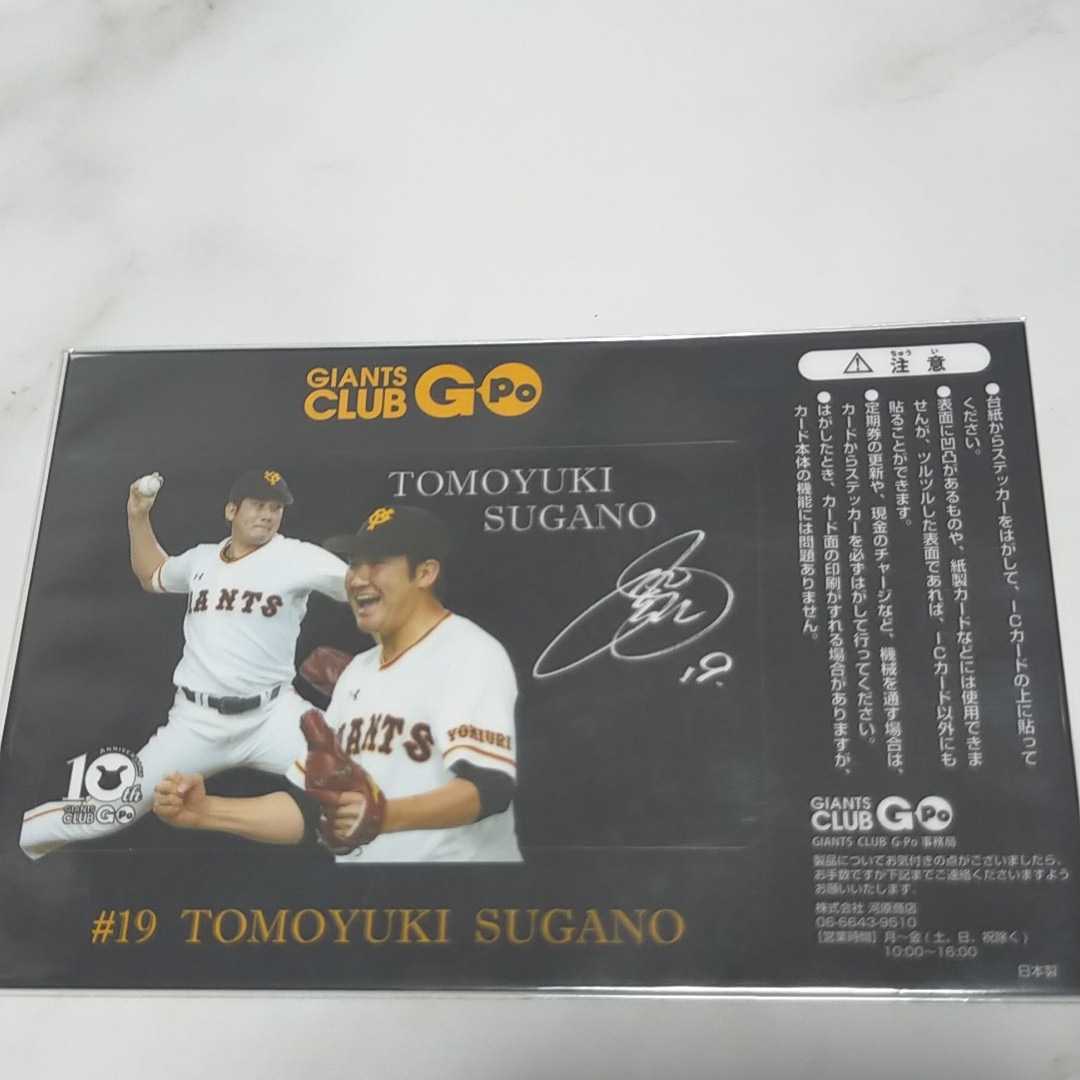 GIANTS
CLUB G-Po
TOMOYUKI
SUGANO
19.
GIANTS
GIANTS
YOMIURI
10th
ANNIVERSARY
GIANTS
CLUB G-Po
#19 TOMOYUKI SUGANO
注意
ちゅう い
●台紙からステッカーをはがして、ICカードの上に貼って
ください。
●表面に凹凸があるものや、紙製カードなどには使用できま
せんが、ツルツルした表面であれば、ICカード以外にも
貼ることができます。
●定期券の更新や、現金のチャージなど、機械を通す場合は、
カードからステッカーを必ずはがして行ってください。
●はがしたとき、カード面の印刷がすれる場合がありますが、
カード本体の機能には問題ありません。
GIANTS
CLUB G-Po
GIANTS CLUB G-Po 事務局
製品についてお気付きの点がございましたら、
お手数ですが下記までご連絡くださいますよう
お願いいたします。
株式会社 河原商店
06-6643-9510
【営業時間】月〜金(土、日、祝除く)
10:00〜16:00
日本製